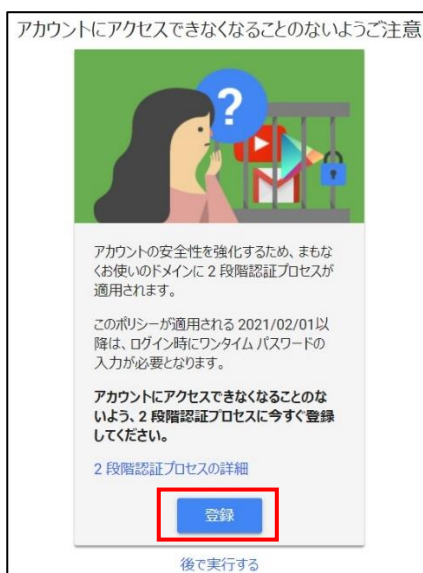 アカウントにアクセスできなくなることのないようご注意
?
アカウントの安全性を強化するため、まもな
くお使いのドメインに 2 段階認証プロセスが
適用されます。
このポリシーが適用される 2021/02/01以
降は、ログイン時にワンタイム パスワードの
入力が必要となります。
アカウントにアクセスできなくなることのな
いよう、2 段階認証プロセスに今すぐ登録
してください。
2 段階認証プロセスの詳細
登録
後で実行する